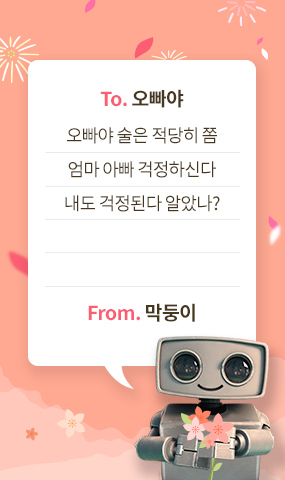 To. 오빠야
오빠야 술은 적당히 쫌
엄마 아빠 걱정하신다
내도 걱정된다 알았나?
From. 막둥이